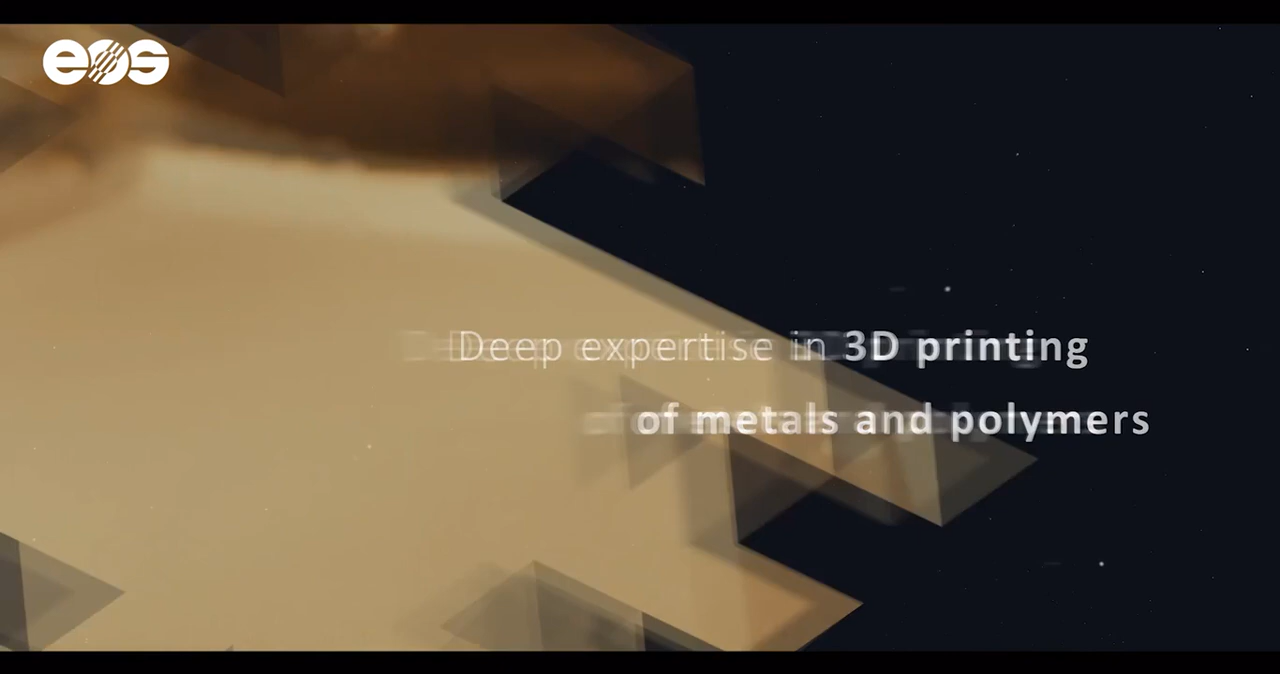 eos
Deep expertise in 3D printing
of metals and polymers